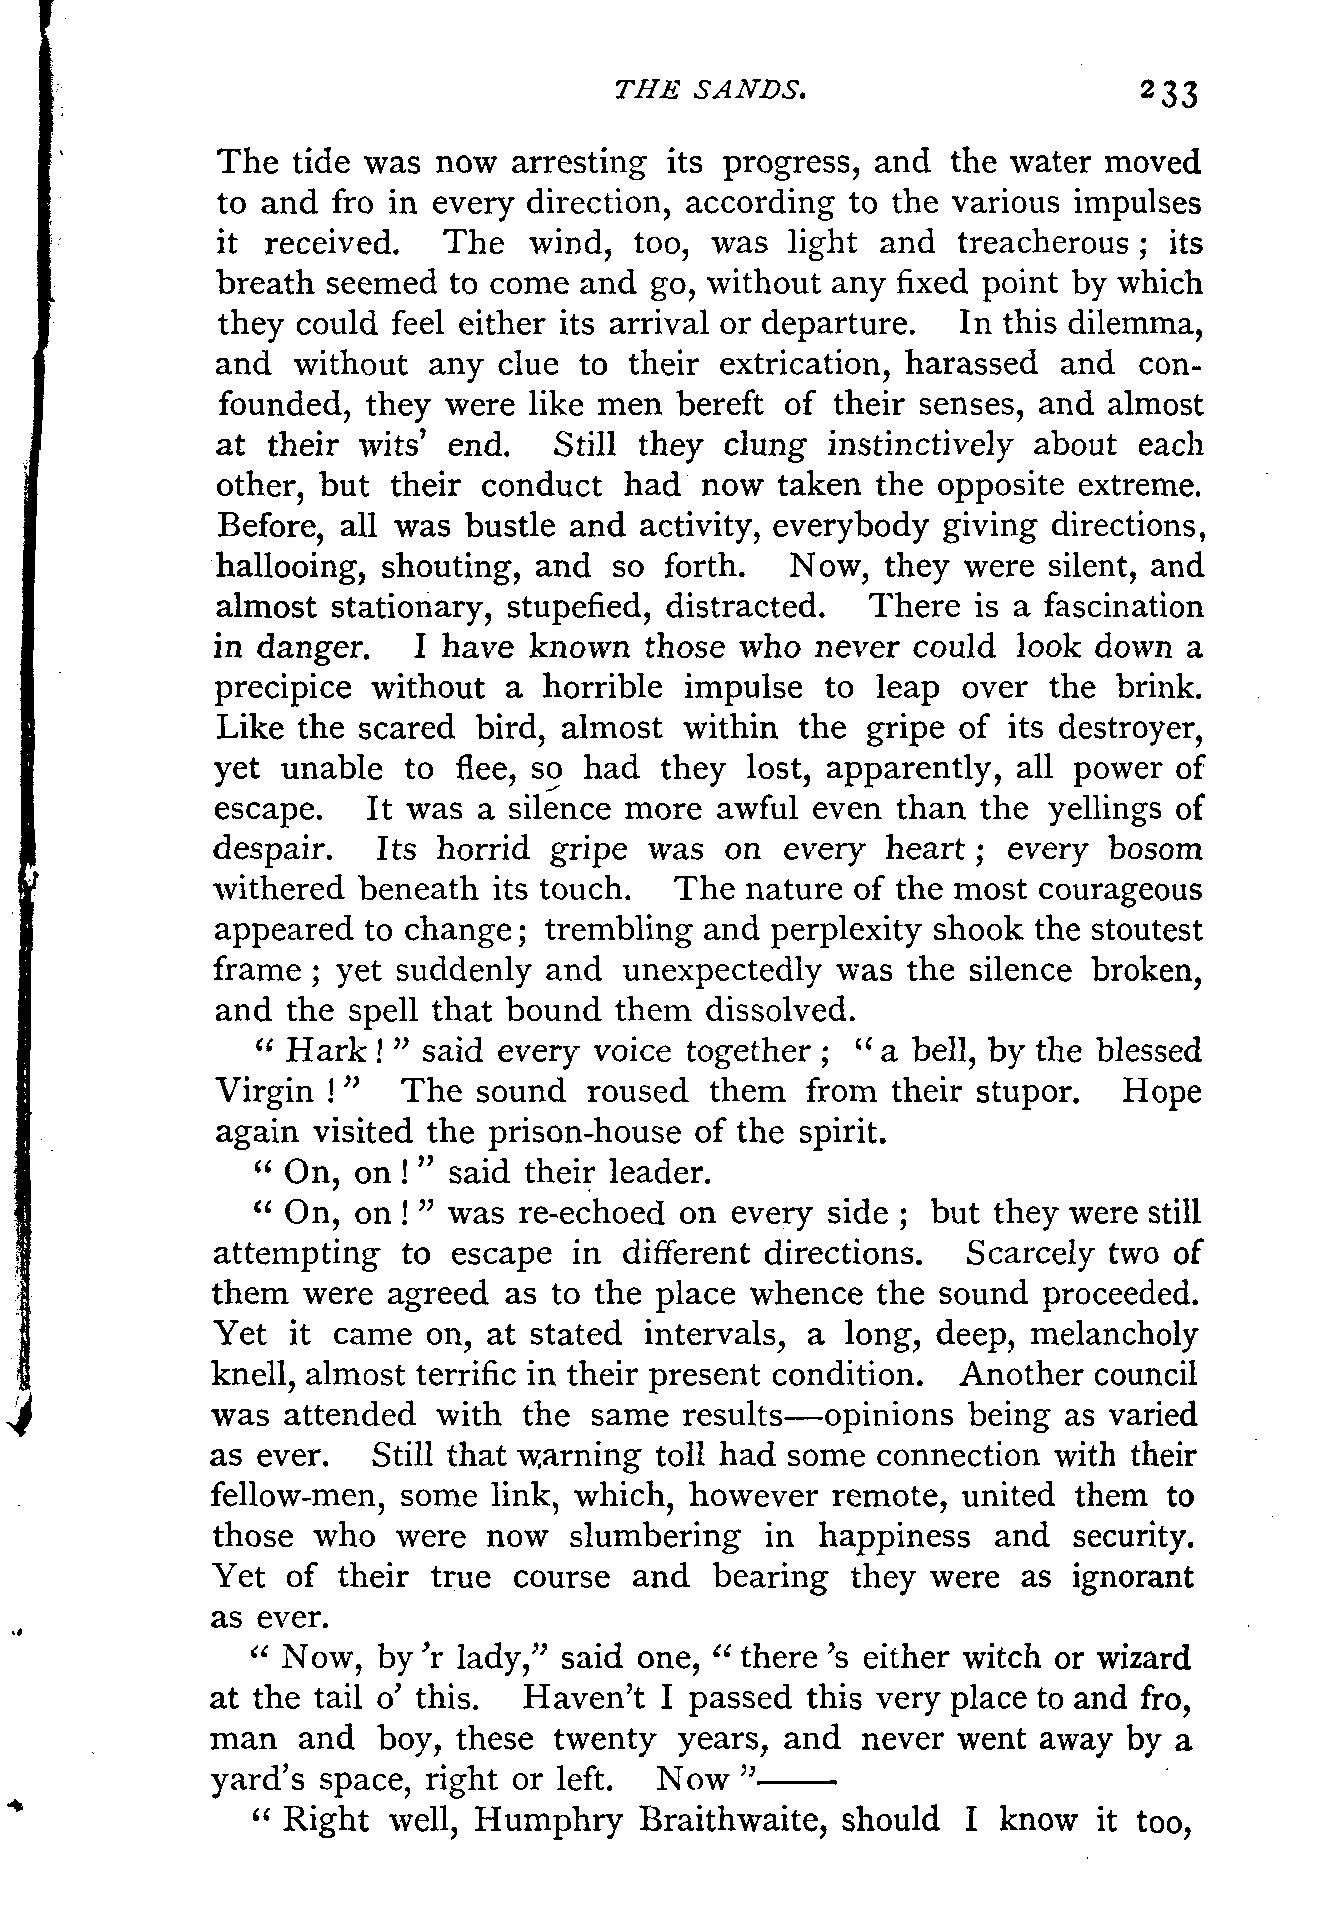 THE SANDS. 233
The tide was now arresting its progress, and the water moved
to and fro in every direction, according to the various impulses
it received. The wind, too, was light and treacherous ; its
breath seemed to come and go, without any fixed point by which
they could feel either its arrival or departure. In this dilemma,
and without any clue to their extrication, harassed and con-
founded, they were like men bereft of their senses, and almost
at their wits' end. Still they clung instinctively about each
other, but their conduct had now taken the opposite extreme.
Before, all was bustle and activity, everybody giving directions,
hallooing, shouting, and so forth. Now, they were silent, and
almost stationary, stupefied, distracted. There is a fascination
in danger. I have known those who never could look down a
precipice without a horrible impulse to leap over the brink.
Like the scared bird, almost within the gripe of its destroyer,
yet unable to flee, so had they lost, apparently, all power of
escape. It was a silence more awful even than the yellings of
despair. Its horrid gripe was on every heart ; every bosom
withered beneath its touch. The nature of the most courageous
appeared to change ; trembling and perplexity shook the stoutest
frame ; yet suddenly and unexpectedly was the silence broken,
and the spell that bound them dissolved.
" Hark ! " said every voice together ; " a bell, by the blessed
Virgin ! " The sound roused them from their stupor. Hope
again visited the prison-house of the spirit.
" On, on ! " said their leader.
" On, on ! " was re-echoed on every side ; but they were still
attempting to escape in different directions. Scarcely two of
them were agreed as to the place whence the sound proceeded.
Yet it came on, at stated intervals, a long, deep, melancholy
knell, almost terrific in their present condition. Another council
was attended with the same results—opinions being as varied
as ever. Still that warning toll had some connection with their
fellow-men, some link, which, however remote, united them to
those who were now slumbering in happiness and security.
Yet of their true course and bearing they were as ignorant
as ever.
" Now, by 'r lady," said one, " there 's either witch or wizard
at the tail o' this. Haven't I passed this very place to and fro,
man and boy, these twenty years, and never went away by a
yard's space, right or left. Now "——
" Right well, Humphry Braithwaite, should I know it too,